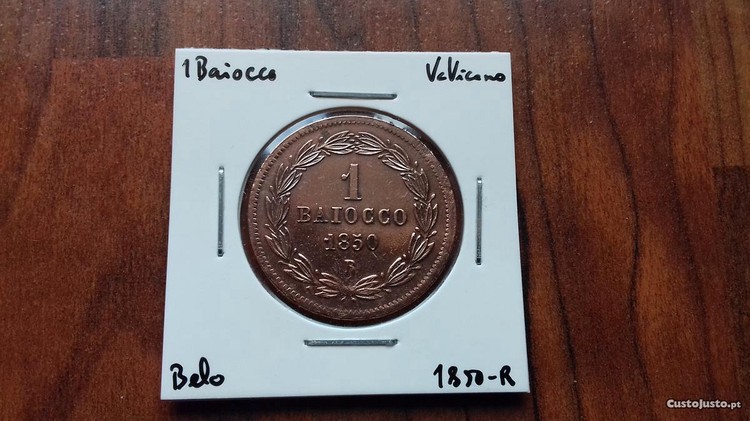 1 Baiocco
Vaticano
1
BAIOCCO
1850
R
Belo
1850-R
CustoJusto.pt